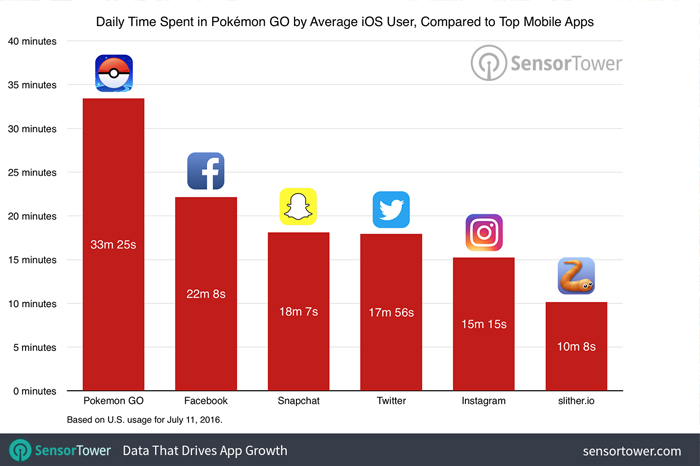 Daily Time Spent in Pokémon GO by Average iOS User, Compared to Top Mobile Apps
SensorTower
40 minutes
35 minutes
30 minutes
25 minutes
20 minutes
15 minutes
10 minutes
5 minutes
0 minutes
33m 25s
22m 8s
18m 7s
17m 56s
15m 15s
10m 8s
Pokemon GO
Facebook
Snapchat
Twitter
Instagram
slither.io
Based on U.S. usage for July 11, 2016.
SensorTower Data That Drives App Growth sensortower.com